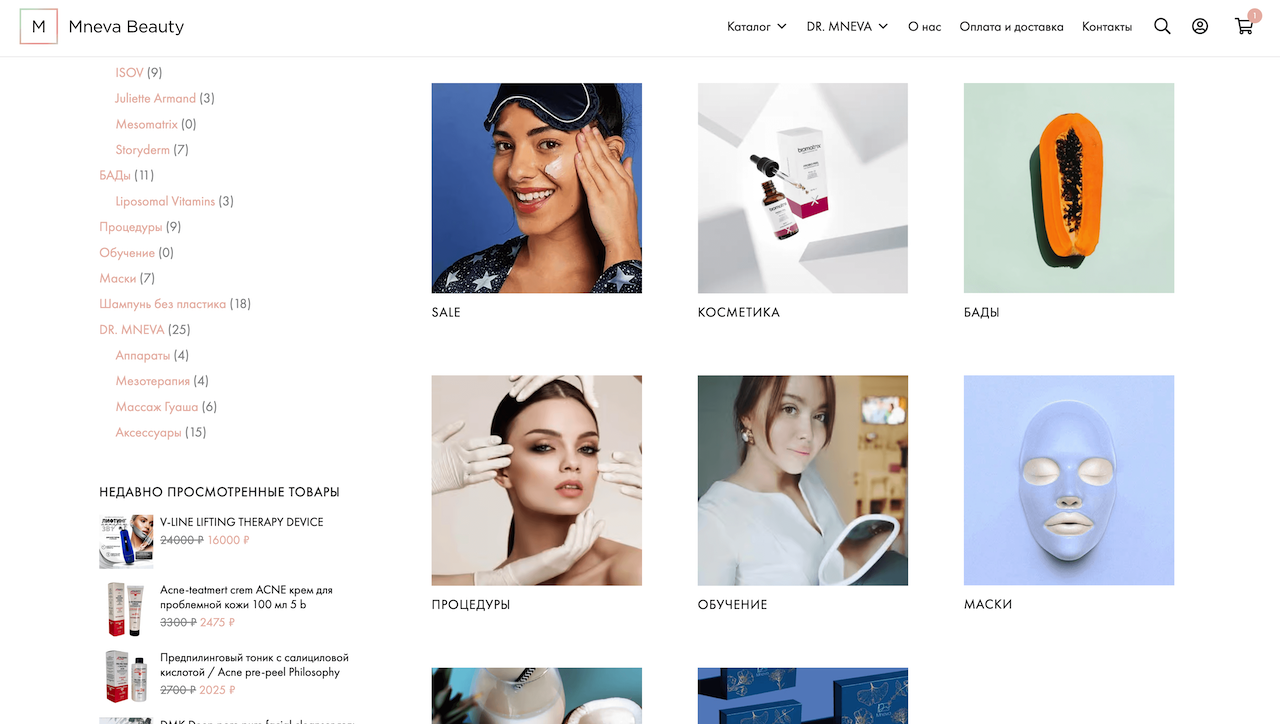 M
Mneva Beauty
Каталог
DR. MNEVA
О нас
Оплата и доставка
Контакты
1
ISOV (9)
Juliette Armand (3)
Mesomatrix (0)
Storyderm (7)
БАДы (11)
Liposomal Vitamins (3)
Процедуры (9)
Обучение (0)
Маски (7)
Шампунь без пластика (18)
DR. MNEVA (25)
Аппараты (4)
Мезотерапия (4)
Массаж Гуаша (6)
Аксессуары (15)
НЕДАВНО ПРОСМОТРЕННЫЕ ТОВАРЫ
ЛИФТИНГ
V-LINE LIFTING THERAPY DEVICE
24000 ₽ 16000 ₽
Acne-teatmert crem ACNE крем для
проблемной кожи 100 мл 5 b
3300 ₽ 2475 ₽
Предпилинговый тоник с салициловой
кислотой / Acne pre-peel Philosophy
2700 ₽ 2025 ₽
SALE
КОСМЕТИКА
БАДЫ
ПРОЦЕДУРЫ
ОБУЧЕНИЕ
МАСКИ